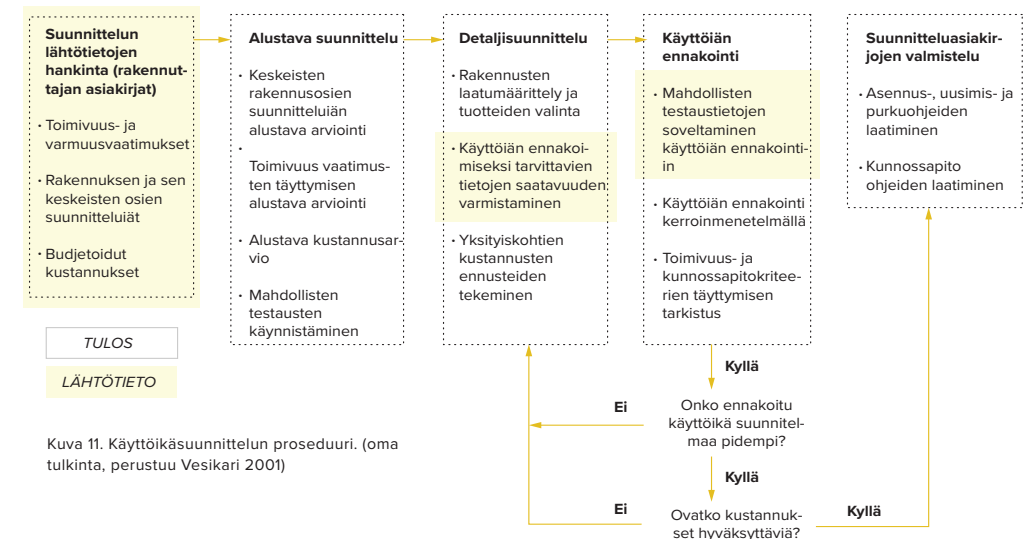 Suunnittelun
lähtötietojen
hankinta (rakennut-
tajan asiakirjat)
· Toimivuus- ja
varmuusvaatimukset
· Rakennuksen ja sen
keskeisten osien
suunnitteluiät
· Budjetoidut
kustannukset
Alustava suunnittelu
· Keskeisten
rakennusosien
suunnitteluiän
alustava arviointi
·
Toimivuus vaatimus-
ten täyttymisen
alustava arviointi
· Alustava kustannusar-
vio
· Mahdollisten
testausten
käynnistäminen
Detaljisuunnittelu
· Rakennusten
laatumäärittely ja
tuotteiden valinta
· Käyttöiän ennakoi-
miseksi tarvittavien
tietojen saatavuuden
varmistaminen
· Yksityiskohtien
kustannusten
ennusteiden
tekeminen
Käyttöiän
ennakointi
· Mahdollisten
testaustietojen
soveltaminen
käyttöiän ennakointi-
in
· Käyttöiän ennakointi
kerroinmenetelmällä
· Toimivuus- ja
kunnossapitokritee-
rien täyttymisen
tarkistus
Suunnitteluasiakir-
jojen valmistelu
· Asennus-, uusimis- ja
purkuohjeiden
laatiminen
· Kunnossapito
ohjeiden laatiminen
TULOS
LÄHTÖTIETO
Kuva 11. Käyttöikäsuunnittelun proseduuri. (oma
tulkinta, perustuu Vesikari 2001)
Kyllä
Ei
Onko ennakoitu
käyttöikä suunnitel-
maa pidempi?
Kyllä
Ei
Ovatko kustannuk-
set hyväksyttäviä?
Kyllä